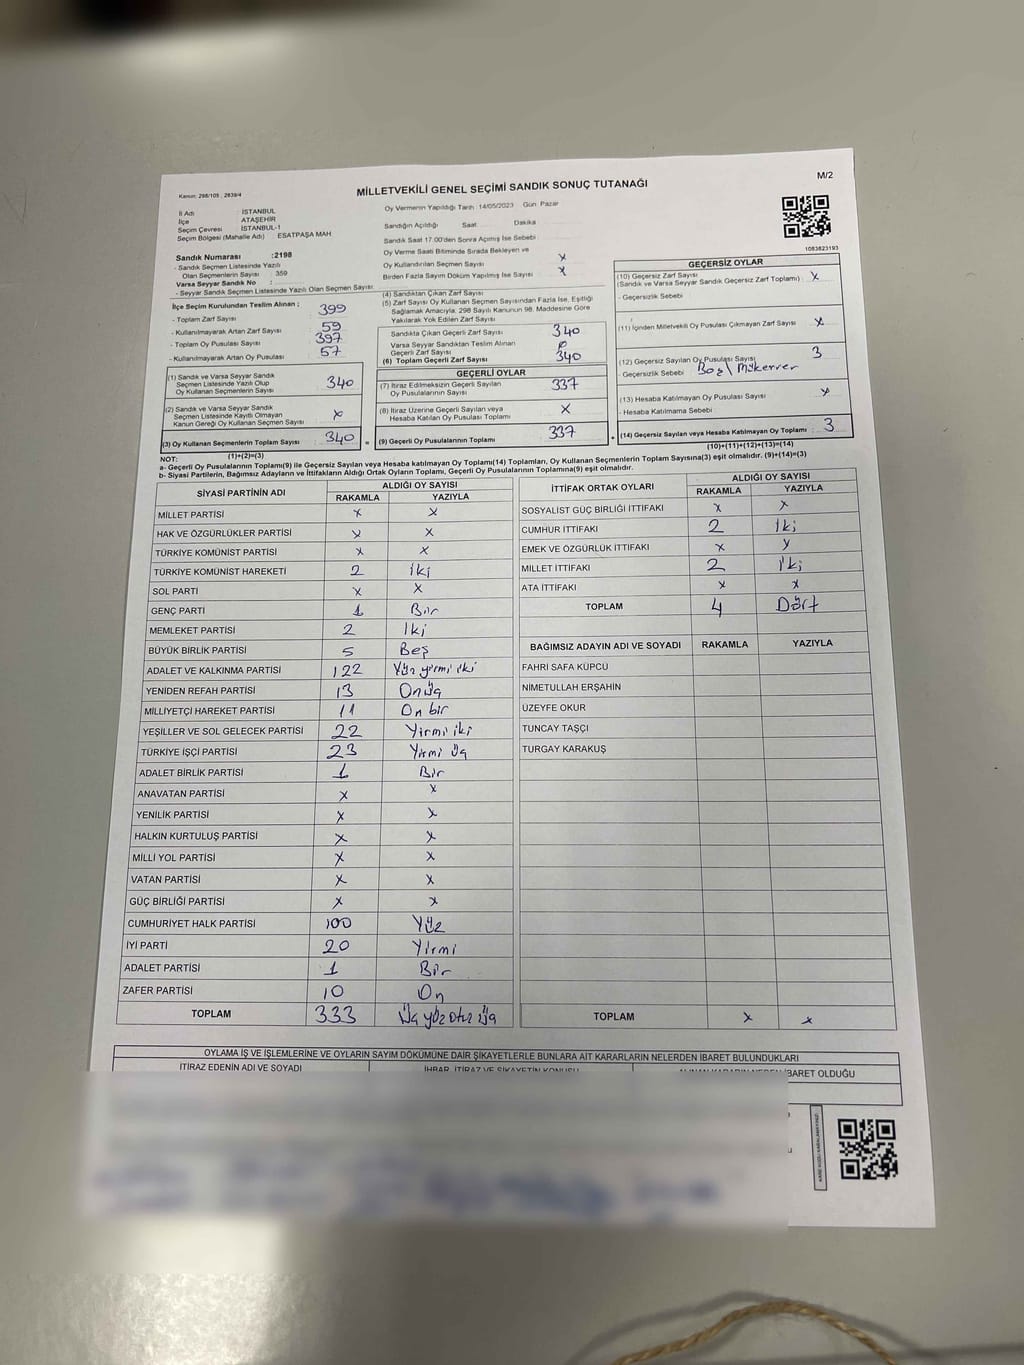 Kanun: 298/105 ; 2839/4
MİLLETVEKİLİ GENEL SEÇİMİ SANDIK SONUÇ TUTANAĞI
M/2
İl Adı : İSTANBUL
İlçe ATAŞEHİR
Seçim Çevresi : İSTANBUL-1
Seçim Bölgesi (Mahalle Adı) : ESATPAŞA MAH.
Sandık Numarası :2198
- Sandık Seçmen Listesinde Yazılı
Olan Seçmenlerin Sayısı : 359
Varsa Seyyar Sandık No :
- Seyyar Sandık Seçmen Listesinde Yazılı Olan Seçmen Sayısı:
Oy Vermenin Yapıldığı Tarih : 14/05/2023 Gün: Pazar
Sandığın Açıldığı Saat: Dakika:
Sandık Saat 17:00'den Sonra Açılmış İse Sebebi :
Oy Verme Saati Bitiminde Sırada Bekleyen ve
Oy Kullandırılan Seçmen Sayısı x
Birden Fazla Sayım Döküm Yapılmış İse Sayısı : x
1083823193
İlçe Seçim Kurulundan Teslim Alınan ;
- Toplam Zarf Sayısı : 399
- Kullanılmayarak Artan Zarf Sayısı : 59
- Toplam Oy Pusulası Sayısı : 397
- Kullanılmayarak Artan Oy Pusulası : 57
(1) Sandık ve Varsa Seyyar Sandık
Seçmen Listesinde Yazılı Olup
Oy Kullanan Seçmenlerin Sayısı : 340
(2) Sandık ve Varsa Seyyar Sandık
Seçmen Listesinde Kayıtlı Olmayan
Kanun Gereği Oy Kullanan Seçmen Sayısı x
(3) Oy Kullanan Seçmenlerin Toplam Sayısı : 340 =
(1)+(2)=(3)
(4) Sandıktan Çıkan Zarf Sayısı
(5) Zarf Sayısı Oy Kullanan Seçmen Sayısından Fazla İse, Eşitliği
Sağlamak Amacıyla: 298 Sayılı Kanunun 98. Maddesine Göre
Yakılarak Yok Edilen Zarf Sayısı:
Sandıkta Çıkan Geçerli Zarf Sayısı : 340
Varsa Seyyar Sandıktan Teslim Alınan
Geçerli Zarf Sayısı
(6) Toplam Geçerli Zarf Sayısı : 340
GEÇERLİ OYLAR
(7) İtiraz Edilmeksizin Geçerli Sayılan
Oy Pusulalarının Sayısı : 337
(8) İtiraz Üzerine Geçerli Sayılan veya
Hesaba Katılan Oy Pusulası Toplamı : x
(9) Geçerli Oy Pusulalarının Toplamı : 337 +
GEÇERSİZ OYLAR
(10) Geçersiz Zarf Sayısı
(Sandık ve Varsa Seyyar Sandık Geçersiz Zarf Toplamı) : x
- Geçersizlik Sebebi :
(11) İçinden Milletvekili Oy Pusulası Çıkmayan Zarf Sayısı : x
(12) Geçersiz Sayılan Oy Pusulası Sayısı : 3
- Geçersizlik Sebebi : Boş / Mükerrer
(13) Hesaba Katılmayan Oy Pusulası Sayısı : x
- Hesaba Katılmama Sebebi :
(14) Geçersiz Sayılan veya Hesaba Katılmayan Oy Toplamı : 3
(10)+(11)+(12)+(13)=(14)
NOT:
a- Geçerli Oy Pusulalarının Toplamı(9) ile Geçersiz Sayılan veya Hesaba katılmayan Oy Toplamı(14) Toplamları, Oy Kullanan Seçmenlerin Toplam Sayısına(3) eşit olmalıdır. (9)+(14)=(3)
b- Siyasi Partilerin, Bağımsız Adayların ve İttifakların Aldığı Ortak Oyların Toplamı, Geçerli Oy Pusulalarının Toplamına(9) eşit olmalıdır.
SİYASİ PARTİNİN ADI ALDIĞI OY SAYISI
RAKAMLA YAZIYLA
MİLLET PARTİSİ x x
HAK VE ÖZGÜRLÜKLER PARTİSİ x x
TÜRKİYE KOMÜNİST PARTİSİ x x
TÜRKİYE KOMÜNİST HAREKETİ 2 iki
SOL PARTİ x x
GENÇ PARTİ 1 Bir
MEMLEKET PARTİSİ 2 İki
BÜYÜK BİRLİK PARTİSİ 5 Beş
ADALET VE KALKINMA PARTİSİ 122 Yüz yirmi iki
YENİDEN REFAH PARTİSİ 13 Onüç
MİLLİYETÇİ HAREKET PARTİSİ 11 On bir
YEŞİLLER VE SOL GELECEK PARTİSİ 22 Yirmi iki
TÜRKİYE İŞÇİ PARTİSİ 23 Yirmi üç
ADALET BİRLİK PARTİSİ 1 Bir
ANAVATAN PARTİSİ x x
YENİLİK PARTİSİ x x
HALKIN KURTULUŞ PARTİSİ x x
MİLLİ YOL PARTİSİ x x
VATAN PARTİSİ x x
GÜÇ BİRLİĞİ PARTİSİ x x
CUMHURİYET HALK PARTİSİ 100 Yüz
İYİ PARTİ 20 Yirmi
ADALET PARTİSİ 1 Bir
ZAFER PARTİSİ 10 On
TOPLAM 333 Üç yüz otuz üç
İTTİFAK ORTAK OYLARI ALDIĞI OY SAYISI
RAKAMLA YAZIYLA
SOSYALİST GÜÇ BİRLİĞİ İTTİFAKI x x
CUMHUR İTTİFAKI 2 İki
EMEK VE ÖZGÜRLÜK İTTİFAKI x x
MİLLET İTTİFAKI 2 iki
ATA İTTİFAKI x x
TOPLAM 4 Dört
BAĞIMSIZ ADAYIN ADI VE SOYADI RAKAMLA YAZIYLA
FAHRİ SAFA KÜPCÜ
NİMETULLAH ERŞAHİN
ÜZEYFE OKUR
TUNCAY TAŞÇI
TURGAY KARAKUŞ
TOPLAM x x
OYLAMA İŞ VE İŞLEMLERİNE VE OYLARIN SAYIM DÖKÜMÜNE DAİR ŞİKAYETLERLE BUNLARA AİT KARARLARIN NELERDEN İBARET BULUNDUKLARI
İTİRAZ EDENİN ADI VE SOYADI İHBAR, İTİRAZ VE ŞİKAYETİN KONUSU ALINAN KARARIN NEDEN İBARET OLDUĞU